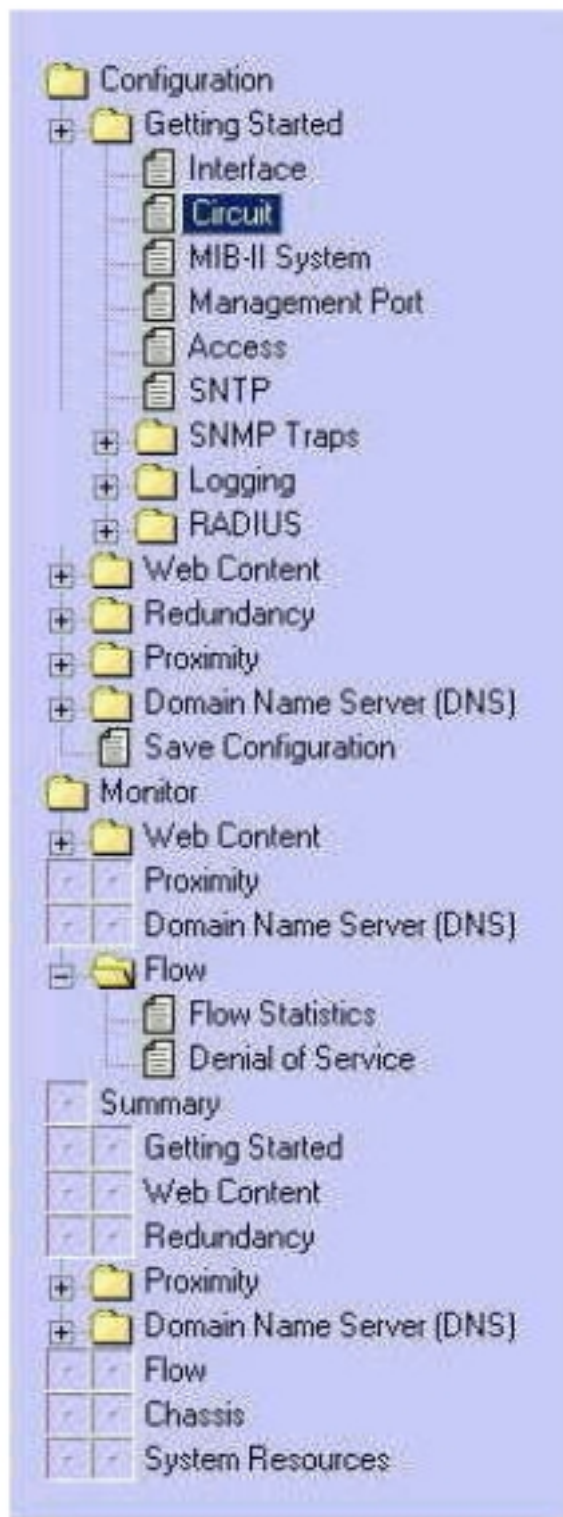 Configuration
Getting Started
Interface
Circuit
MIB-II System
Management Port
Access
SNTP
SNMP Traps
Logging
RADIUS
Web Content
Redundancy
Proximity
Domain Name Server (DNS)
Save Configuration
Monitor
Web Content
Proximity
Domain Name Server (DNS)
Flow
Flow Statistics
Denial of Service
Summary
Getting Started
Web Content
Redundancy
Proximity
Domain Name Server (DNS)
Flow
Chassis
System Resources